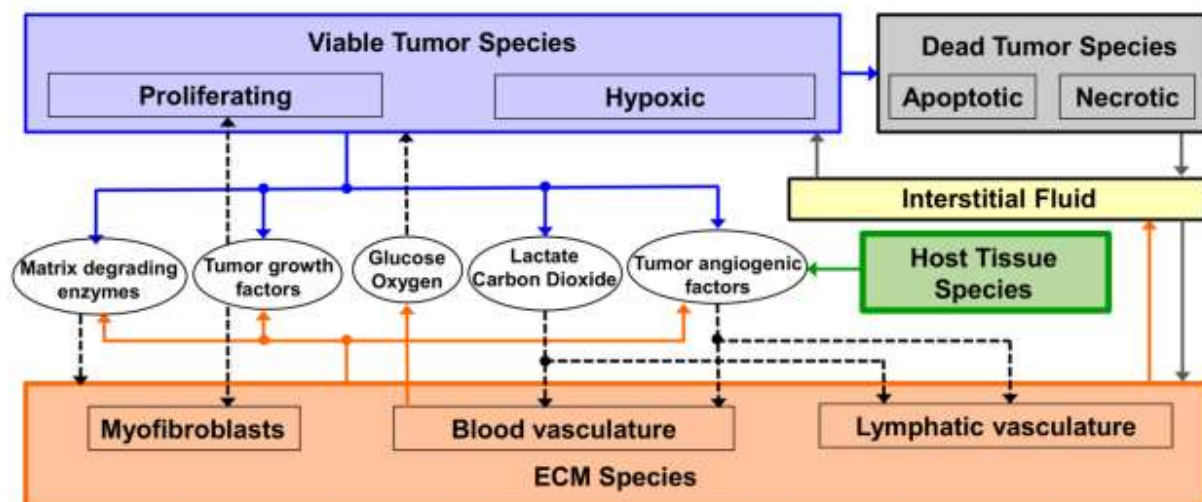 Viable Tumor Species
Proliferating
Hypoxic
Dead Tumor Species
Apoptotic
Necrotic
Interstitial Fluid
Matrix degrading
enzymes
Tumor growth
factors
Glucose
Oxygen
Lactate
Carbon Dioxide
Tumor angiogenic
factors
Host Tissue
Species
Myofibroblasts
Blood vasculature
Lymphatic vasculature
ECM Species